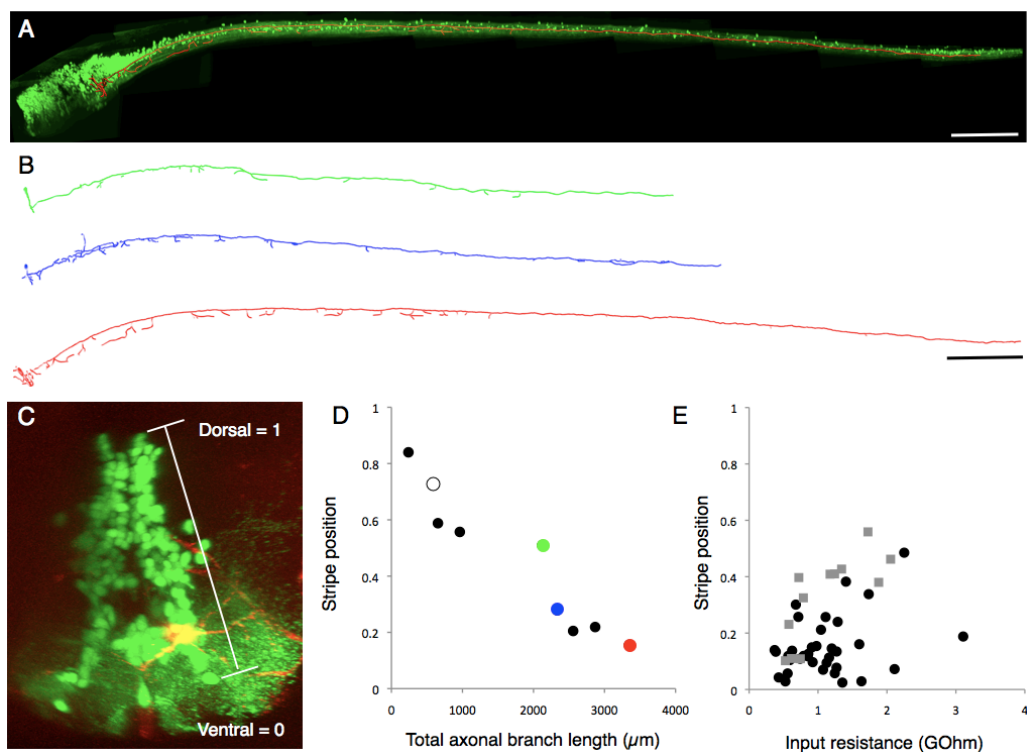 A
B
C
Dorsal = 1
Ventral = 0
D
Stripe position
1
0.8
0.6
0.4
0.2
0
0 1000 2000 3000 4000
Total axonal branch length (µm)
E
Stripe position
1
0.8
0.6
0.4
0.2
0
0 1 2 3 4
Input resistance (GOhm)